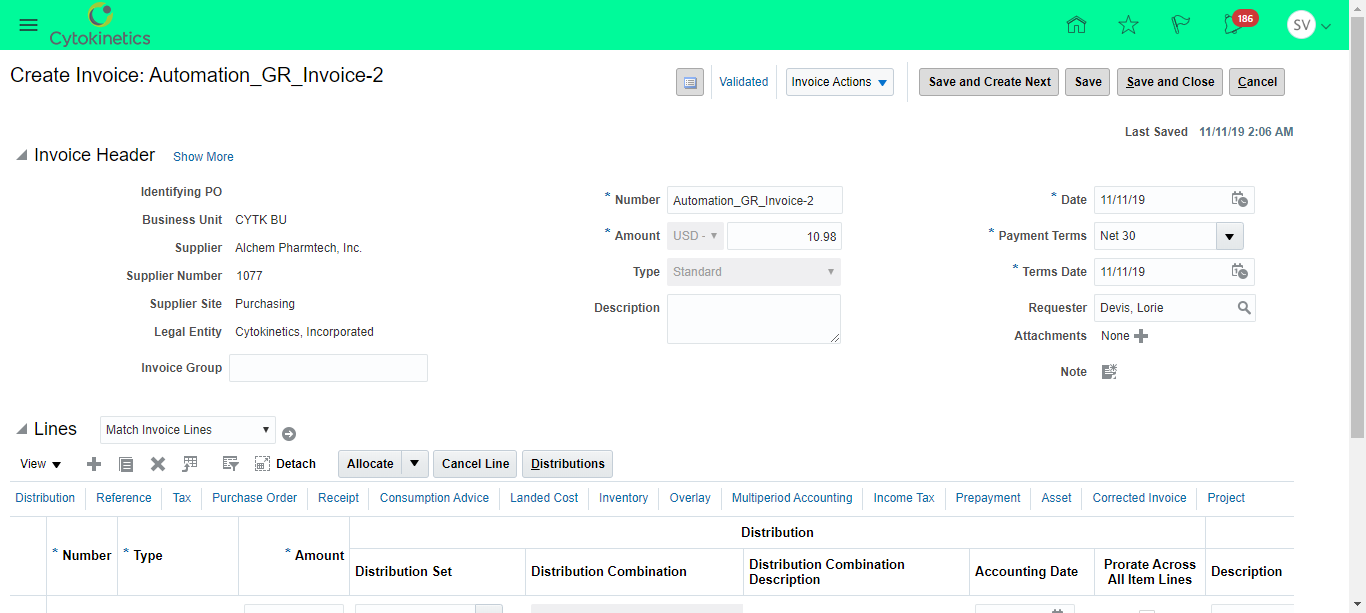 Cytokinetics
186
SV
Create Invoice: Automation_GR_Invoice-2
Validated
Invoice Actions
Save and Create Next
Save
Save and Close
Cancel
Last Saved 11/11/19 2:06 AM
Invoice Header Show More
Identifying PO
Business Unit CYTK BU
Supplier Alchem Pharmtech, Inc.
Supplier Number 1077
Supplier Site Purchasing
Legal Entity Cytokinetics, Incorporated
Invoice Group
* Number Automation_GR_Invoice-2
* Amount USD - 10.98
Type Standard
Description
* Date 11/11/19
* Payment Terms Net 30
* Terms Date 11/11/19
Requester Devis, Lorie
Attachments None
Note
Lines Match Invoice Lines
View Detach Allocate Cancel Line Distributions
Distribution Reference Tax Purchase Order Receipt Consumption Advice Landed Cost Inventory Overlay Multiperiod Accounting Income Tax Prepayment Asset Corrected Invoice Project
Distribution
* Number * Type * Amount
Distribution Set
Distribution Combination
Distribution Combination
Description
Accounting Date
Prorate Across
All Item Lines
Description